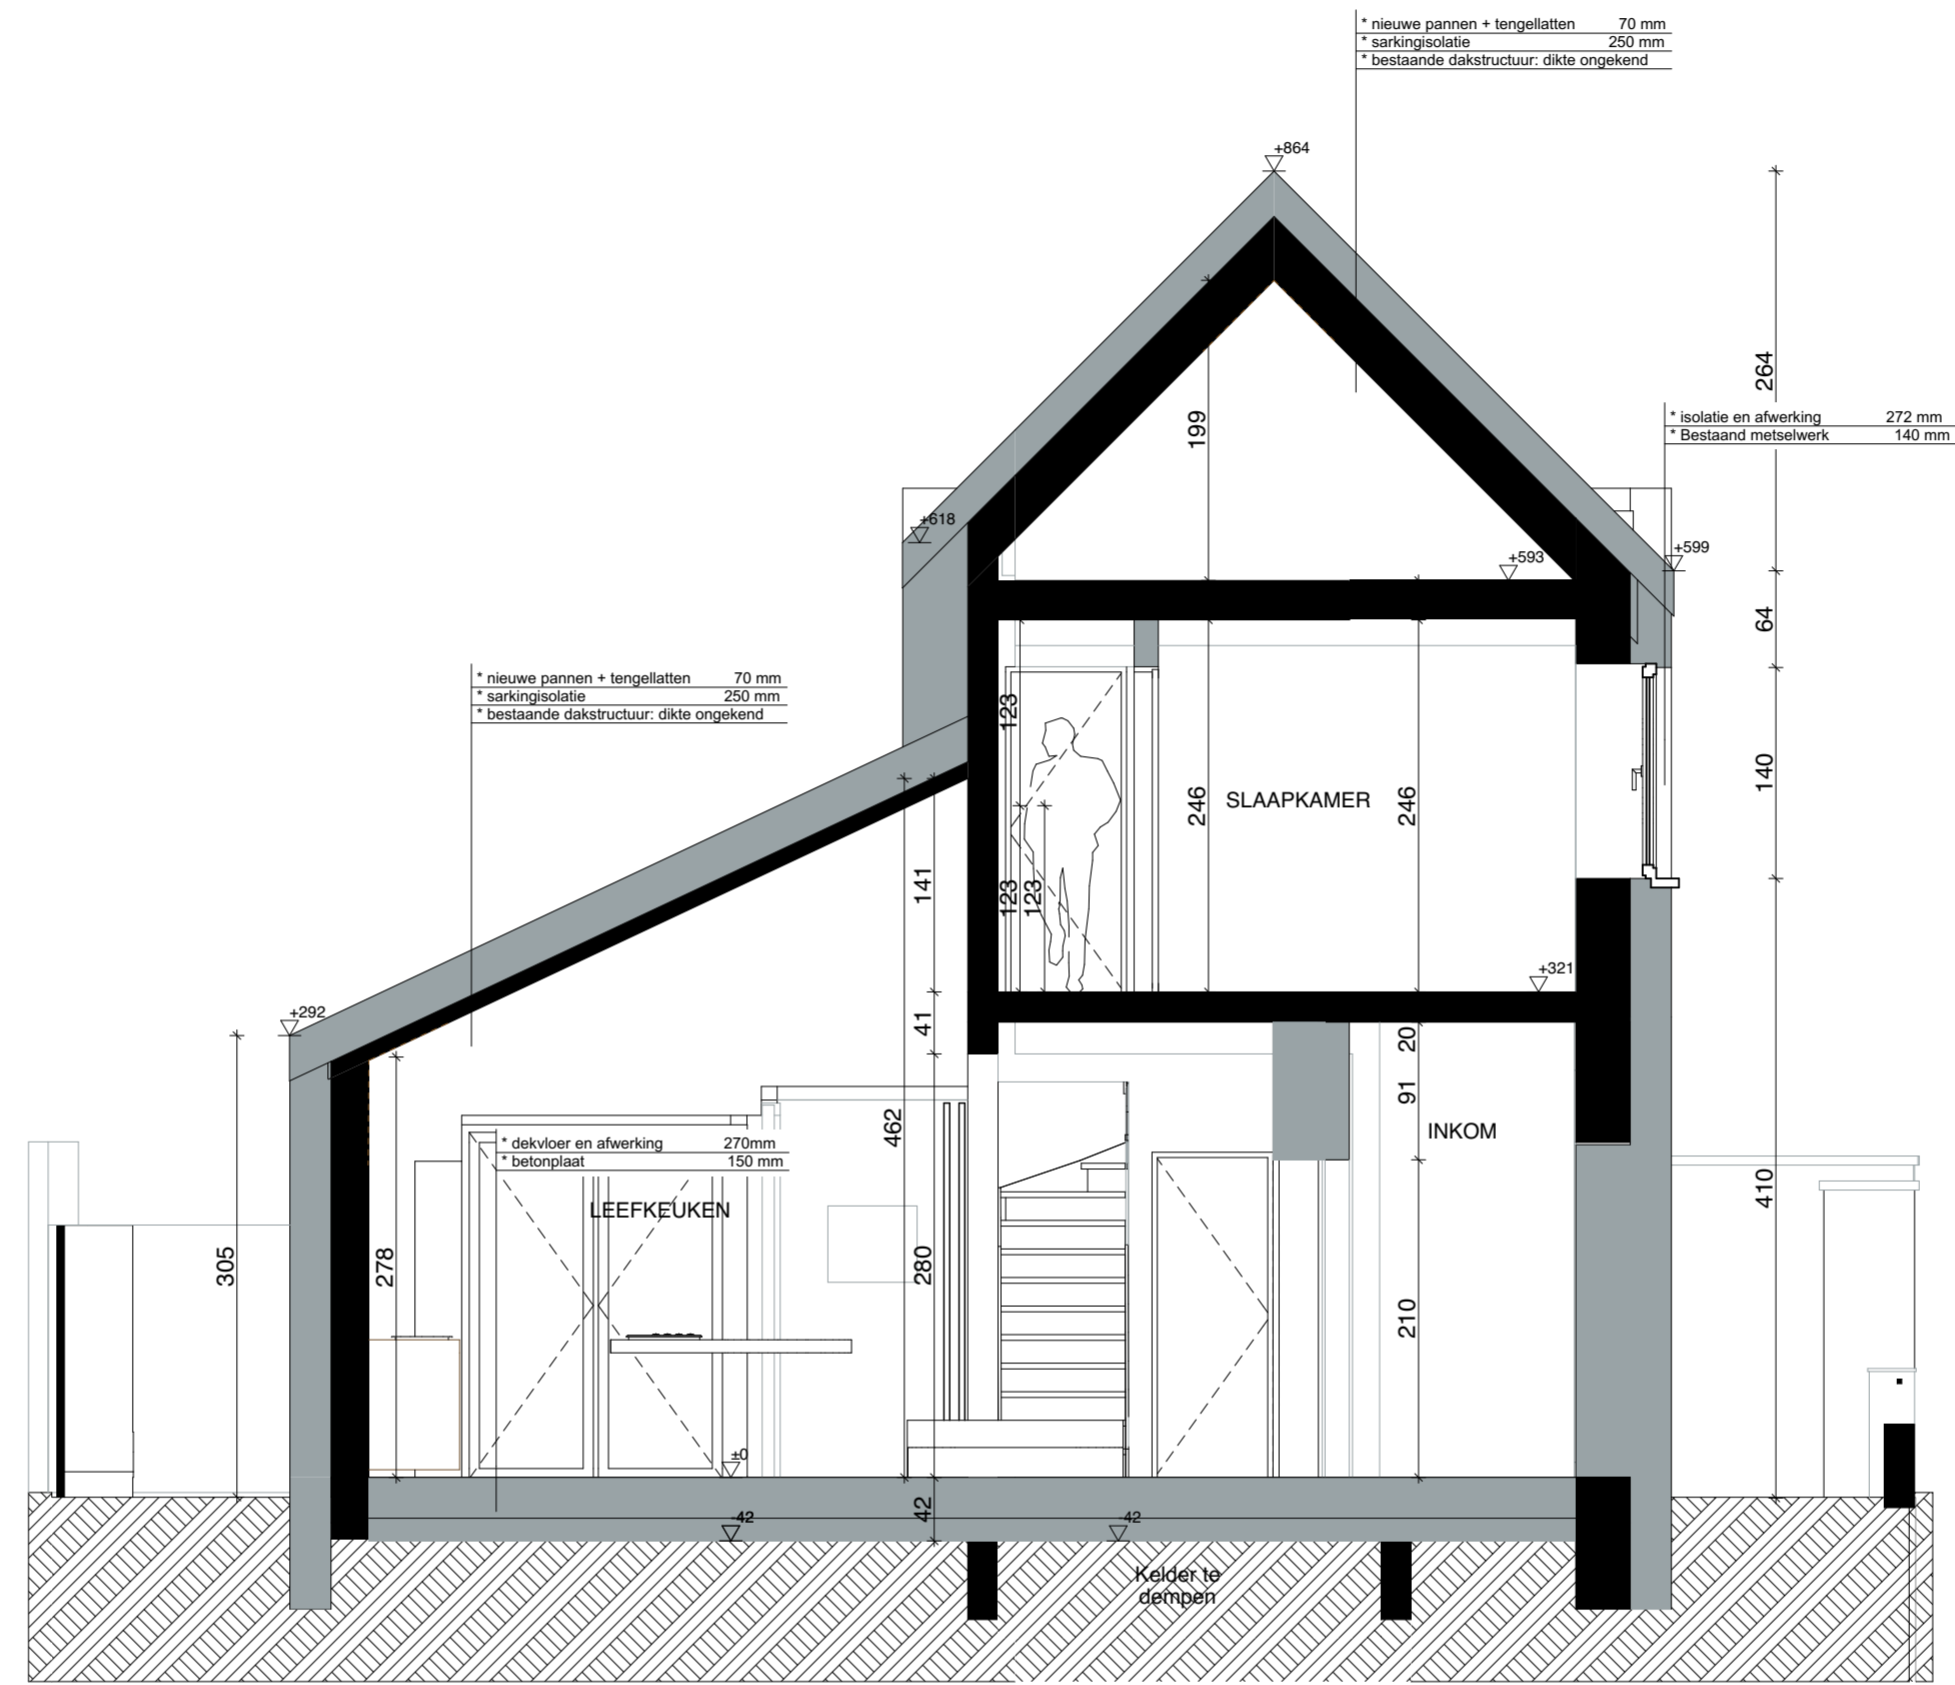 * nieuwe pannen + tengellatten 70 mm
* sarkingisolatie 250 mm
* bestaande dakstructuur: dikte ongekend
+864
264
* isolatie en afwerking 272 mm
* Bestaand metselwerk 140 mm
199
+618
+593
+599
64
* nieuwe pannen + tengellatten 70 mm
* sarkingisolatie 250 mm
* bestaande dakstructuur: dikte ongekend
123
246
SLAAPKAMER
246
140
141
123
123
+321
+292
41
20
91
INKOM
462
* dekvloer en afwerking 270mm
* betonplaat 150 mm
LEEFKEUKEN
410
305
278
280
210
±0
42
-42
-42
Kelder te
dempen